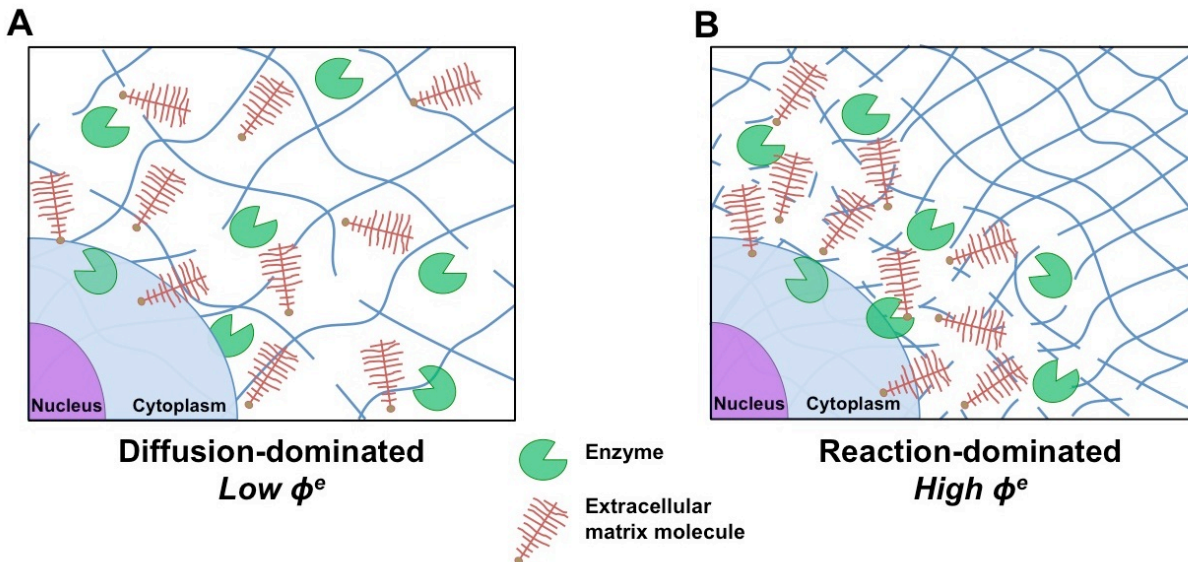 A
B
Nucleus
Cytoplasm
Nucleus
Cytoplasm
Diffusion-dominated
Low ϕᵉ
Enzyme
Extracellular
matrix molecule
Reaction-dominated
High ϕᵉ